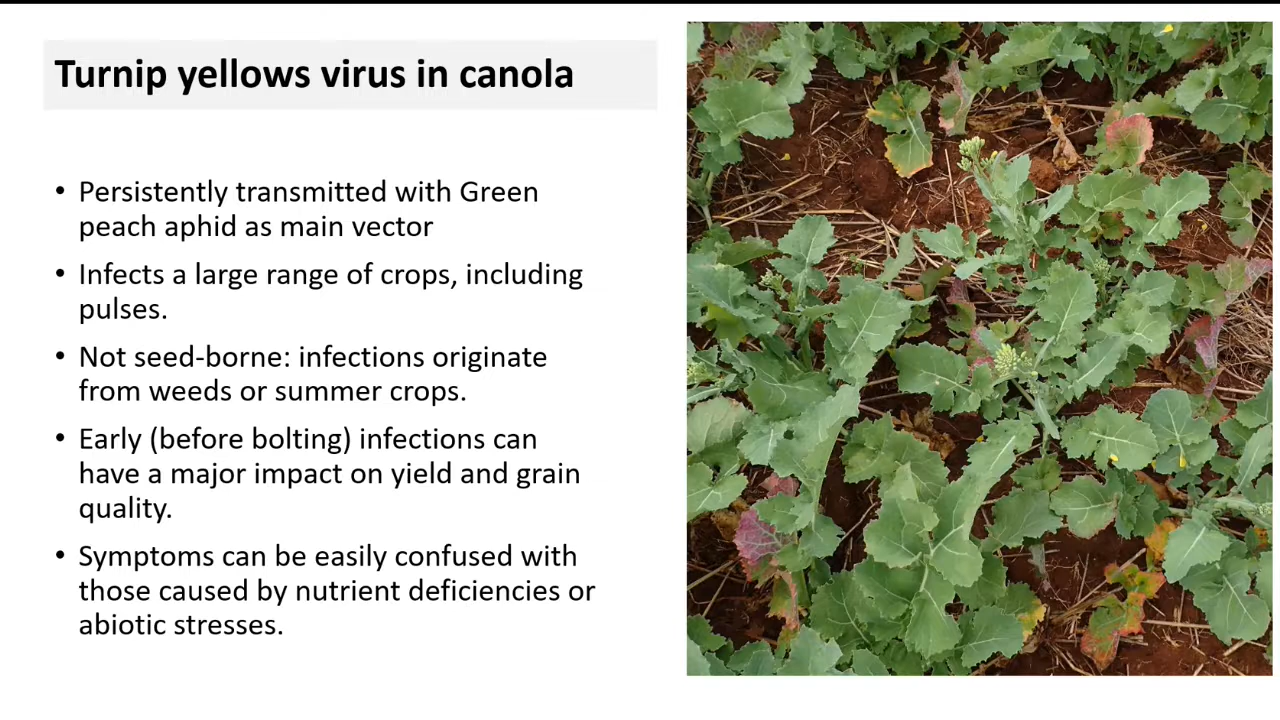 Turnip yellows virus in canola
• Persistently transmitted with Green
peach aphid as main vector
• Infects a large range of crops, including
pulses.
• Not seed-borne: infections originate
from weeds or summer crops.
• Early (before bolting) infections can
have a major impact on yield and grain
quality.
• Symptoms can be easily confused with
those caused by nutrient deficiencies or
abiotic stresses.